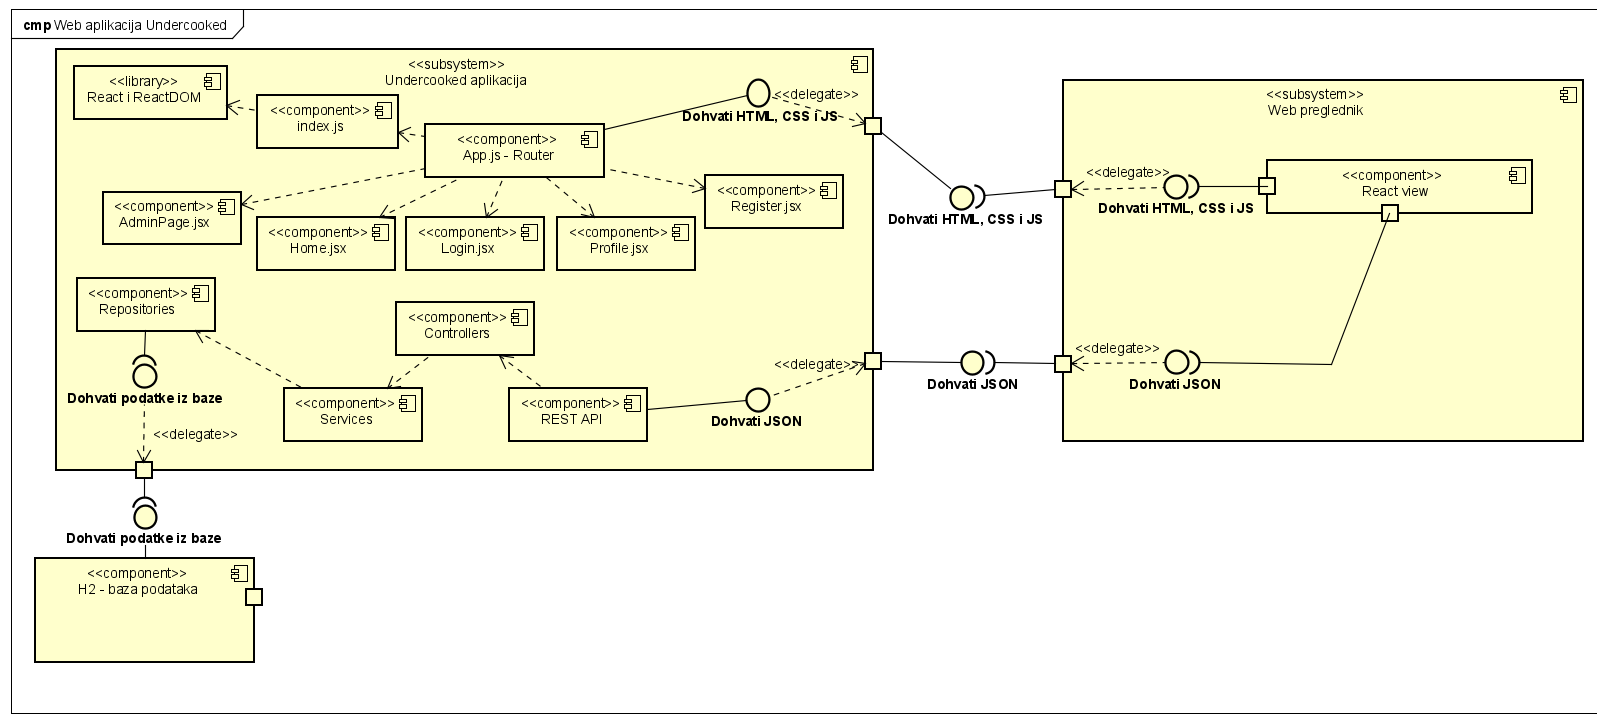 cmp Web aplikacija Undercooked
<<subsystem>>
Undercooked aplikacija
<<library>>
React i ReactDOM
<<component>>
index.js
<<component>>
App.js - Router
<<delegate>>
Dohvati HTML, CSS i JS
<<component>>
AdminPage.jsx
<<component>>
Home.jsx
<<component>>
Login.jsx
<<component>>
Profile.jsx
<<component>>
Register.jsx
<<component>>
Repositories
<<component>>
Controllers
<<component>>
Services
<<component>>
REST API
<<delegate>>
Dohvati JSON
Dohvati podatke iz baze
<<delegate>>
Dohvati podatke iz baze
<<component>>
H2 - baza podataka
Dohvati HTML, CSS i JS
Dohvati JSON
<<subsystem>>
Web preglednik
<<component>>
React view
<<delegate>>
Dohvati HTML, CSS i JS
<<delegate>>
Dohvati JSON